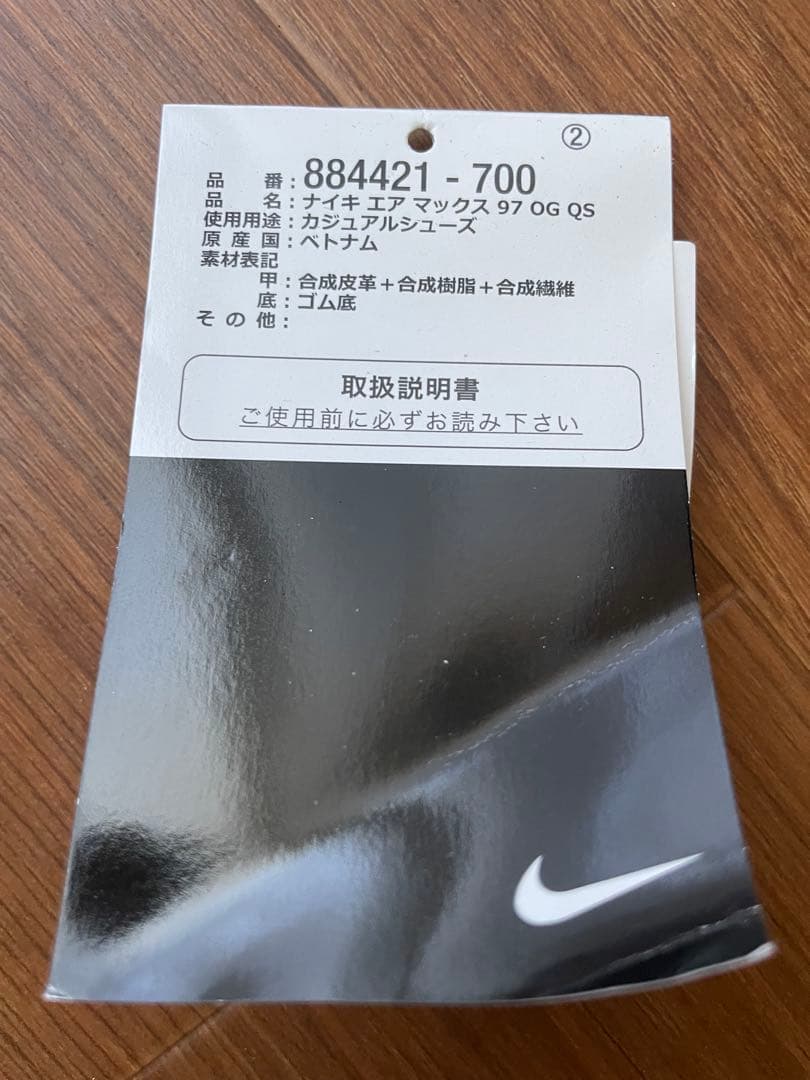 ②
品 番：884421 - 700
品 名：ナイキ エア マックス 97 OG QS
使用用途：カジュアルシューズ
原 産 国：ベトナム
素材表記
甲：合成皮革＋合成樹脂＋合成繊維
底：ゴム底
そ の 他：
取扱説明書
ご使用前に必ずお読み下さい